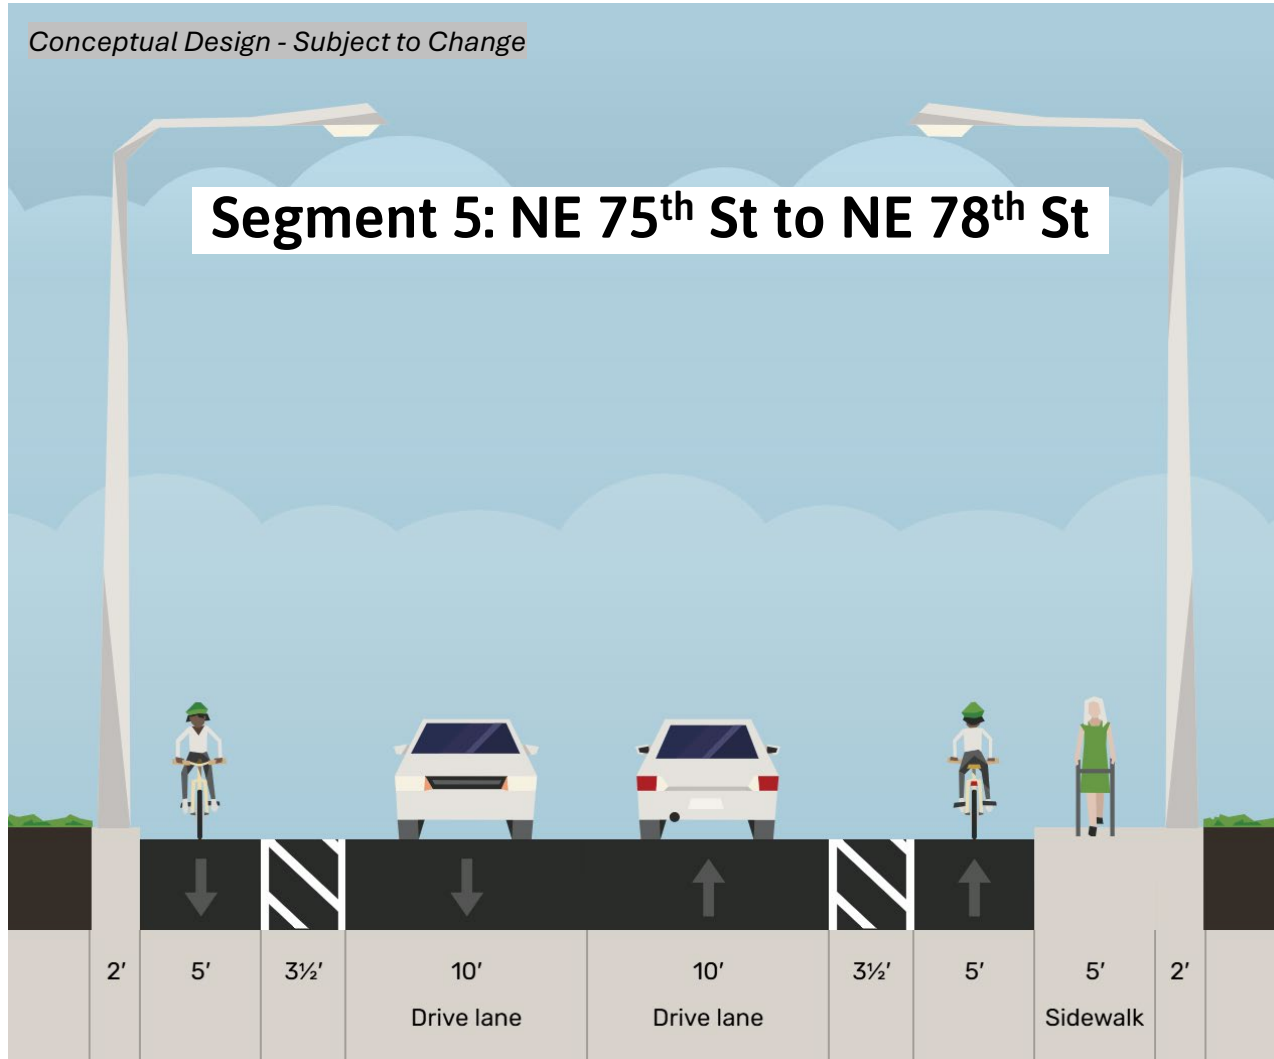 Conceptual Design - Subject to Change
Segment 5: NE 75th St to NE 78th St
2′ 5′ 3½′ 10′ 10′ 3½′ 5′ 5′ 2′
Drive lane Drive lane Sidewalk